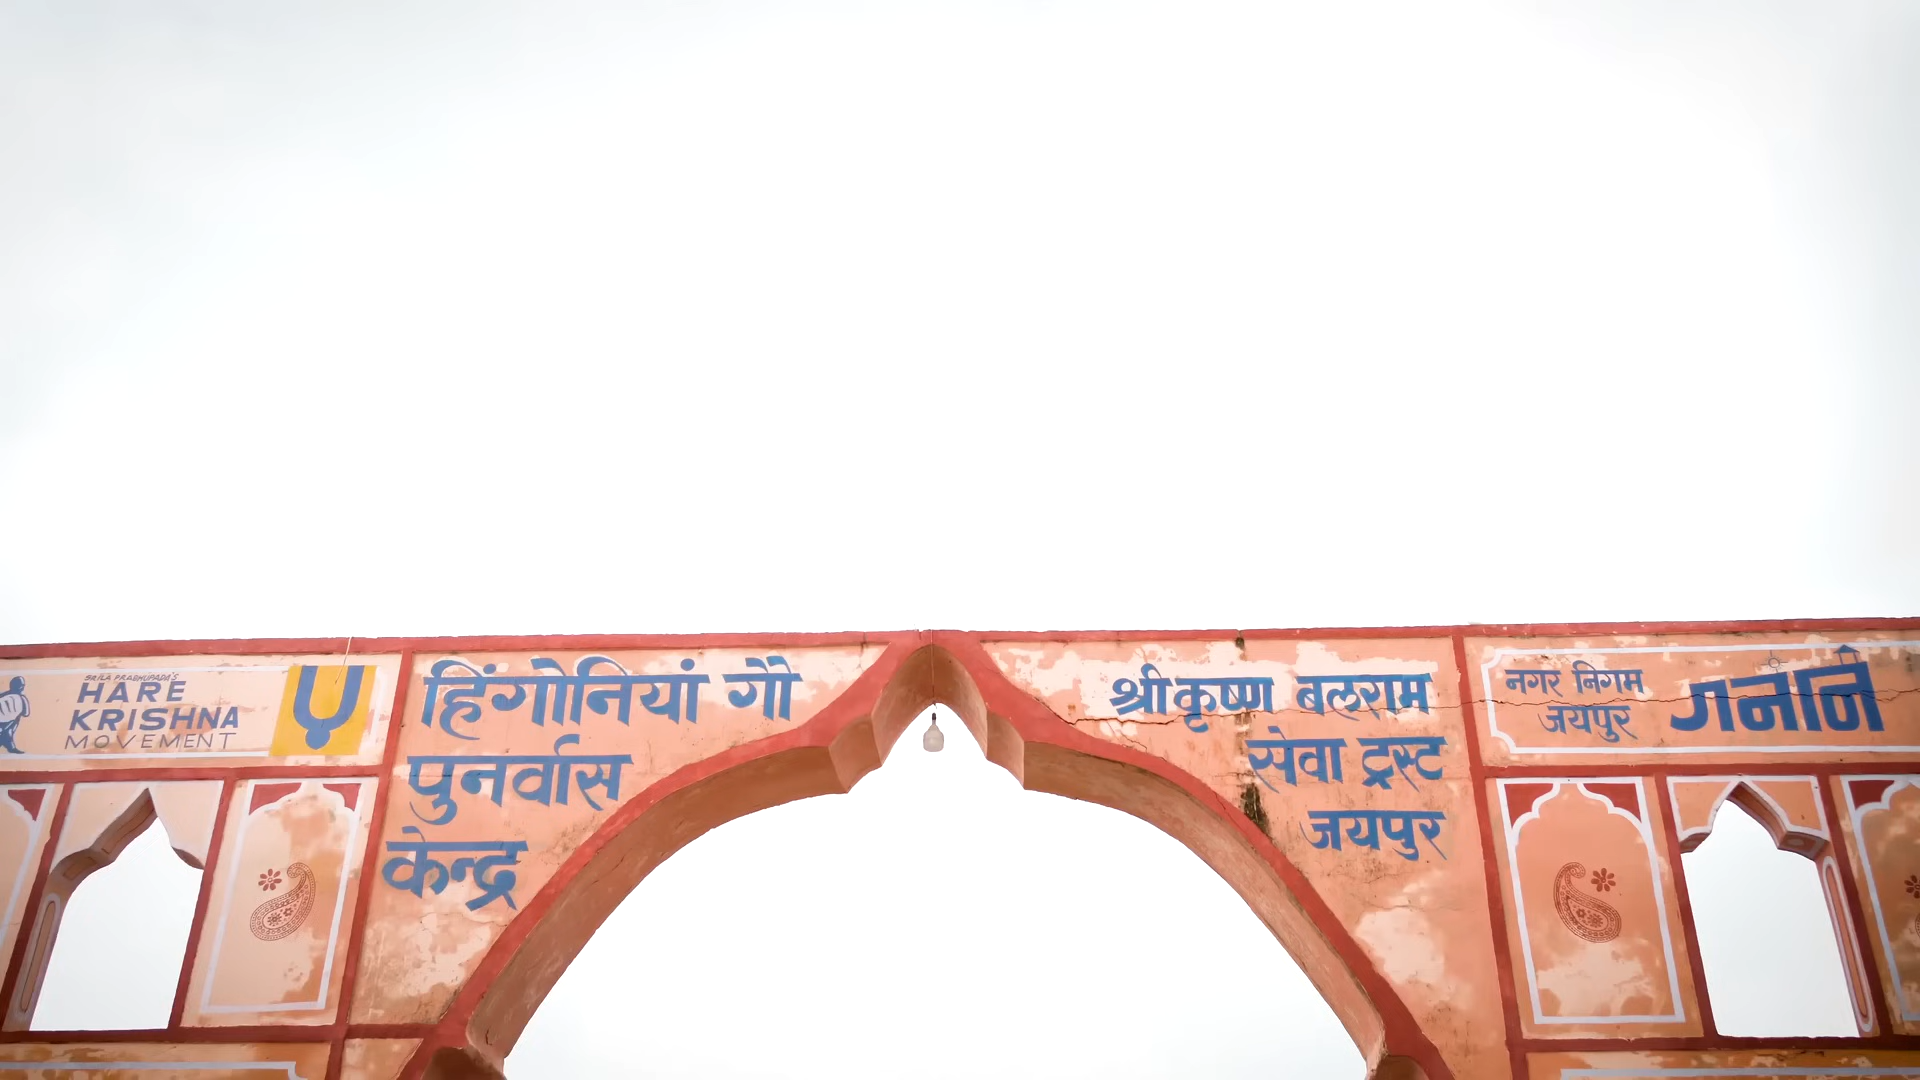 SRILA PRABHUPADA'S
HARE
KRISHNA
MOVEMENT
हिंगोनियां गौ
पुनर्वास
केन्द्र
श्रीकृष्ण बलराम
सेवा ट्रस्ट
जयपुर
नगर निगम
जयपुर